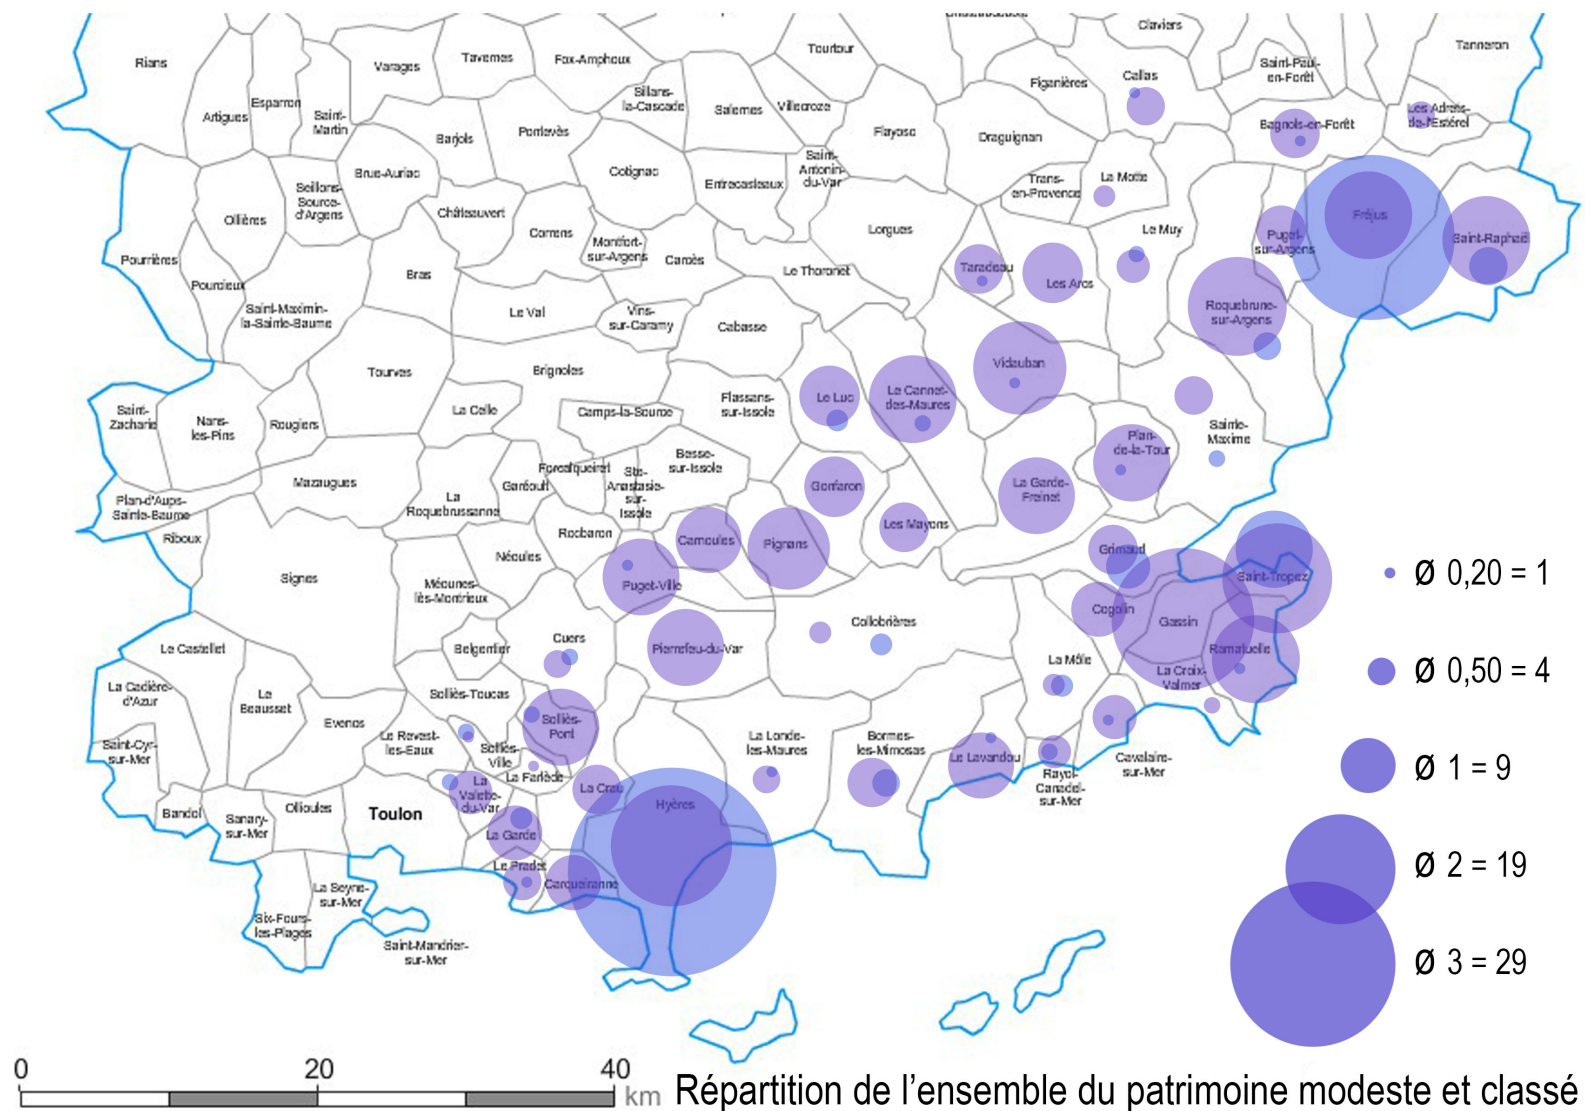 Claviers
Tanneron
Tourtour
Rians
Tavernes
Fox-Amphoux
Varages
Saint-Paul-
en-Forêt
Callas
Figanières
Sillans-
la-Cascade
Esparron
Salernes
Villecroze
Artigues
Saint-
Martin
Les Adrets-
de-l'Estérel
Bagnols-en-Forêt
Barjols
Pontevès
Flayosc
Draguignan
Brue-Auriac
Cotignac
Saint-
Antonin-
du-Var
Entrecasteaux
Trans-
en-Provence
La Motte
Seillons-
Source-
d'Argens
Ollières
Châteauvert
Correns
Montfort-
sur-Argens
Lorgues
Le Muy
Fréjus
Puget-
sur-Argens
Saint-Raphaël
Pourrières
Pourcieux
Bras
Carcès
Le Thoronet
Taradeau
Les Arcs
Saint-Maximin-
la-Sainte-Baume
Le Val
Vins-
sur-Caramy
Cabasse
Roquebrune-
sur-Argens
Tourves
Brignoles
Vidauban
Saint-
Zacharie
Nans-
les-Pins
Rougiers
La Celle
Camps-la-Source
Flassans-
sur-Issole
Le Luc
Le Cannet-
des-Maures
Sainte-
Maxime
Plan-
de-la-Tour
Besse-
sur-Issole
Forcalqueiret
Ste-
Anastasie-
sur-
Issole
Garéoult
Mazaugues
La
Roquebrussanne
Gonfaron
La Garde-
Freinet
Plan-d'Aups-
Sainte-Baume
Riboux
Rocbaron
Néoules
Carnoules
Pignans
Les Mayons
Grimaud
Signes
Méounes-
lès-Montrieux
Puget-Ville
Saint-Tropez
Cogolin
Gassin
Collobrières
Le Castellet
Belgentier
Cuers
Pierrefeu-du-Var
Ramatuelle
La Môle
La Croix-
Valmer
La Cadière-
d'Azur
Le
Beausset
Evenos
Solliès-Toucas
Solliès-
Pont
Le Revest-
les-Eaux
Solliès-
Ville
La Farlède
La Londe-
les-Maures
Bormes-
les-Mimosas
Le Lavandou
Rayol-
Canadel-
sur-Mer
Cavalaire-
sur-Mer
Saint-Cyr-
sur-Mer
La
Valette-
du-Var
La Crau
Hyères
Bandol
Sanary-
sur-Mer
Ollioules
Toulon
La Garde
Le Pradet
Carqueiranne
La Seyne-
sur-Mer
Six-Fours-
les-Plages
Saint-Mandrier-
sur-Mer
Ø 0,20 = 1
Ø 0,50 = 4
Ø 1 = 9
Ø 2 = 19
Ø 3 = 29
0 20 40
km
Répartition de l’ensemble du patrimoine modeste et classé